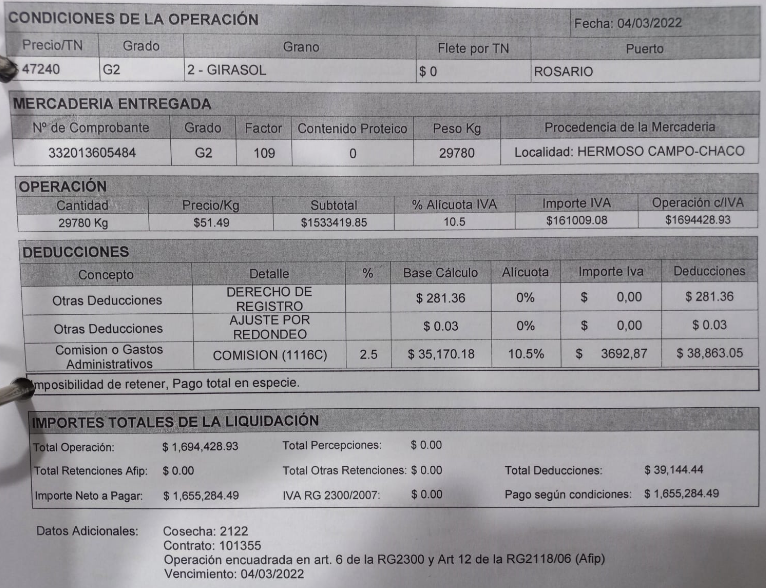 CONDICIONES DE LA OPERACIÓN Fecha: 04/03/2022
Precio/TN Grado Grano Flete por TN Puerto
$ 47240 G2 2 - GIRASOL $ 0 ROSARIO
MERCADERIA ENTREGADA
Nº de Comprobante Grado Factor Contenido Proteico Peso Kg Procedencia de la Mercaderia
332013605484 G2 109 0 29780 Localidad: HERMOSO CAMPO-CHACO
OPERACIÓN
Cantidad Precio/Kg Subtotal % Alicuota IVA Importe IVA Operación c/IVA
29780 Kg $51.49 $1533419.85 10.5 $161009.08 $1694428.93
DEDUCCIONES
Concepto Detalle % Base Cálculo Alícuota Importe Iva Deducciones
Otras Deducciones DERECHO DE REGISTRO $ 281.36 0% $ 0,00 $ 281.36
Otras Deducciones AJUSTE POR REDONDEO $ 0.03 0% $ 0,00 $ 0.03
Comision o Gastos Administrativos COMISION (1116C) 2.5 $ 35,170.18 10.5% $ 3692,87 $ 38,863.05
Imposibilidad de retener, Pago total en especie.
IMPORTES TOTALES DE LA LIQUIDACIÓN
Total Operación: $ 1,694,428.93 Total Percepciones: $ 0.00
Total Retenciones Afip: $ 0.00 Total Otras Retenciones: $ 0.00 Total Deducciones: $ 39,144.44
Importe Neto a Pagar: $ 1,655,284.49 IVA RG 2300/2007: $ 0.00 Pago según condiciones: $ 1,655,284.49
Datos Adicionales: Cosecha: 2122
Contrato: 101355
Operación encuadrada en art. 6 de la RG2300 y Art 12 de la RG2118/06 (Afip)
Vencimiento: 04/03/2022